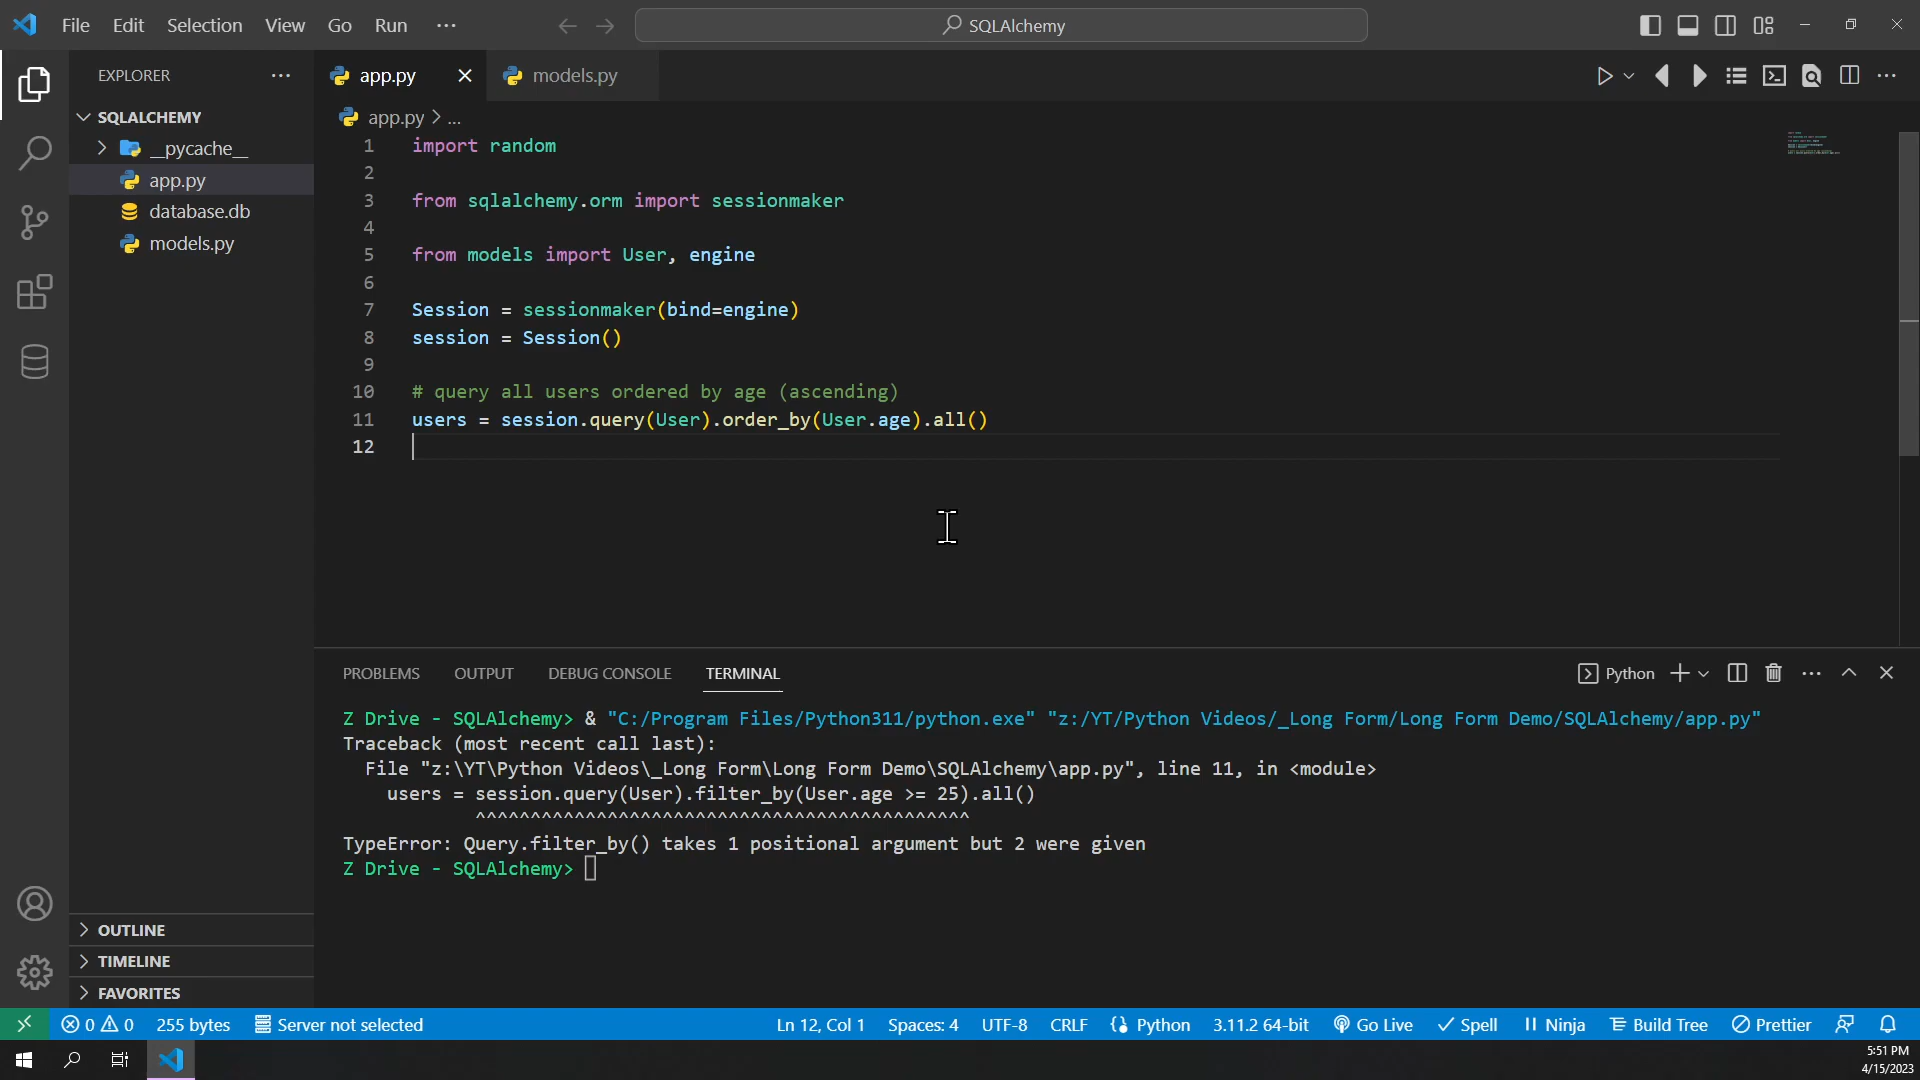 File Edit Selection View Go Run ...
SQLAlchemy
EXPLORER
SQLALCHEMY
__pycache__
app.py
database.db
models.py
OUTLINE
TIMELINE
FAVORITES
app.py
models.py
app.py > ...
1 import random
2
3 from sqlalchemy.orm import sessionmaker
4
5 from models import User, engine
6
7 Session = sessionmaker(bind=engine)
8 session = Session()
9
10 # query all users ordered by age (ascending)
11 users = session.query(User).order_by(User.age).all()
12
PROBLEMS OUTPUT DEBUG CONSOLE TERMINAL
Python
Z Drive - SQLAlchemy> & "C:/Program Files/Python311/python.exe" "z:/YT/Python Videos/_Long Form/Long Form Demo/SQLAlchemy/app.py"
Traceback (most recent call last):
File "z:\YT\Python Videos\_Long Form\Long Form Demo\SQLAlchemy\app.py", line 11, in <module>
users = session.query(User).filter_by(User.age >= 25).all()
^^^^^^^^^^^^^^^^^^^^^^^^^^^^^^^^^^^^^^^^^^^^^
TypeError: Query.filter_by() takes 1 positional argument but 2 were given
Z Drive - SQLAlchemy>
0 0 255 bytes Server not selected Ln 12, Col 1 Spaces: 4 UTF-8 CRLF Python 3.11.2 64-bit Go Live Spell Ninja Build Tree Prettier
5:51 PM
4/15/2023